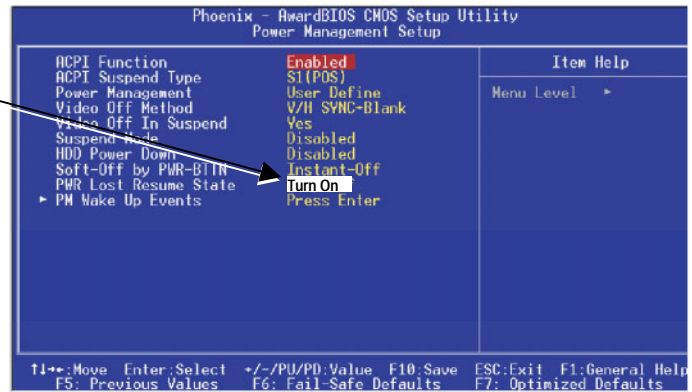 Phoenix - AwardBIOS CMOS Setup Utility
Power Management Setup
ACPI Function Enabled
ACPI Suspend Type S1(POS)
Power Management User Define
Video Off Method V/H SYNC+Blank
Video Off In Suspend Yes
Suspend Mode Disabled
HDD Power Down Disabled
Soft-Off by PWR-BTTN Instant-Off
PWR Lost Resume State Turn On
► PM Wake Up Events Press Enter
Item Help
Menu Level ►
↑↓→←:Move Enter:Select +/-/PU/PD:Value F10:Save ESC:Exit F1:General Help
F5: Previous Values F6: Fail-Safe Defaults F7: Optimized Defaults